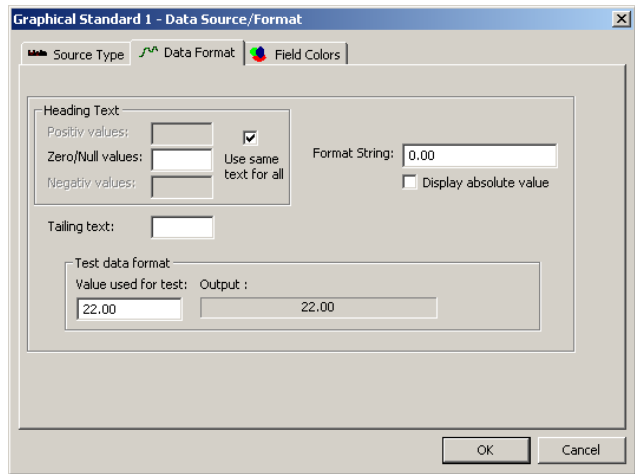 Graphical Standard 1 - Data Source/Format
Source Type Data Format Field Colors
Heading Text
Positiv values:
Zero/Null values:
Use same
text for all
Negativ values:
Format String: 0.00
Display absolute value
Tailing text:
Test data format
Value used for test: Output :
22.00 22.00
OK Cancel